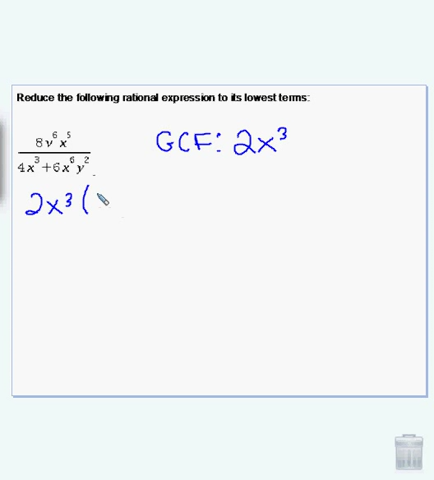 Reduce the following rational expression to its lowest terms:
8v⁶x⁵
GCF: 2x³
4x³+6x⁶y²
2x³(